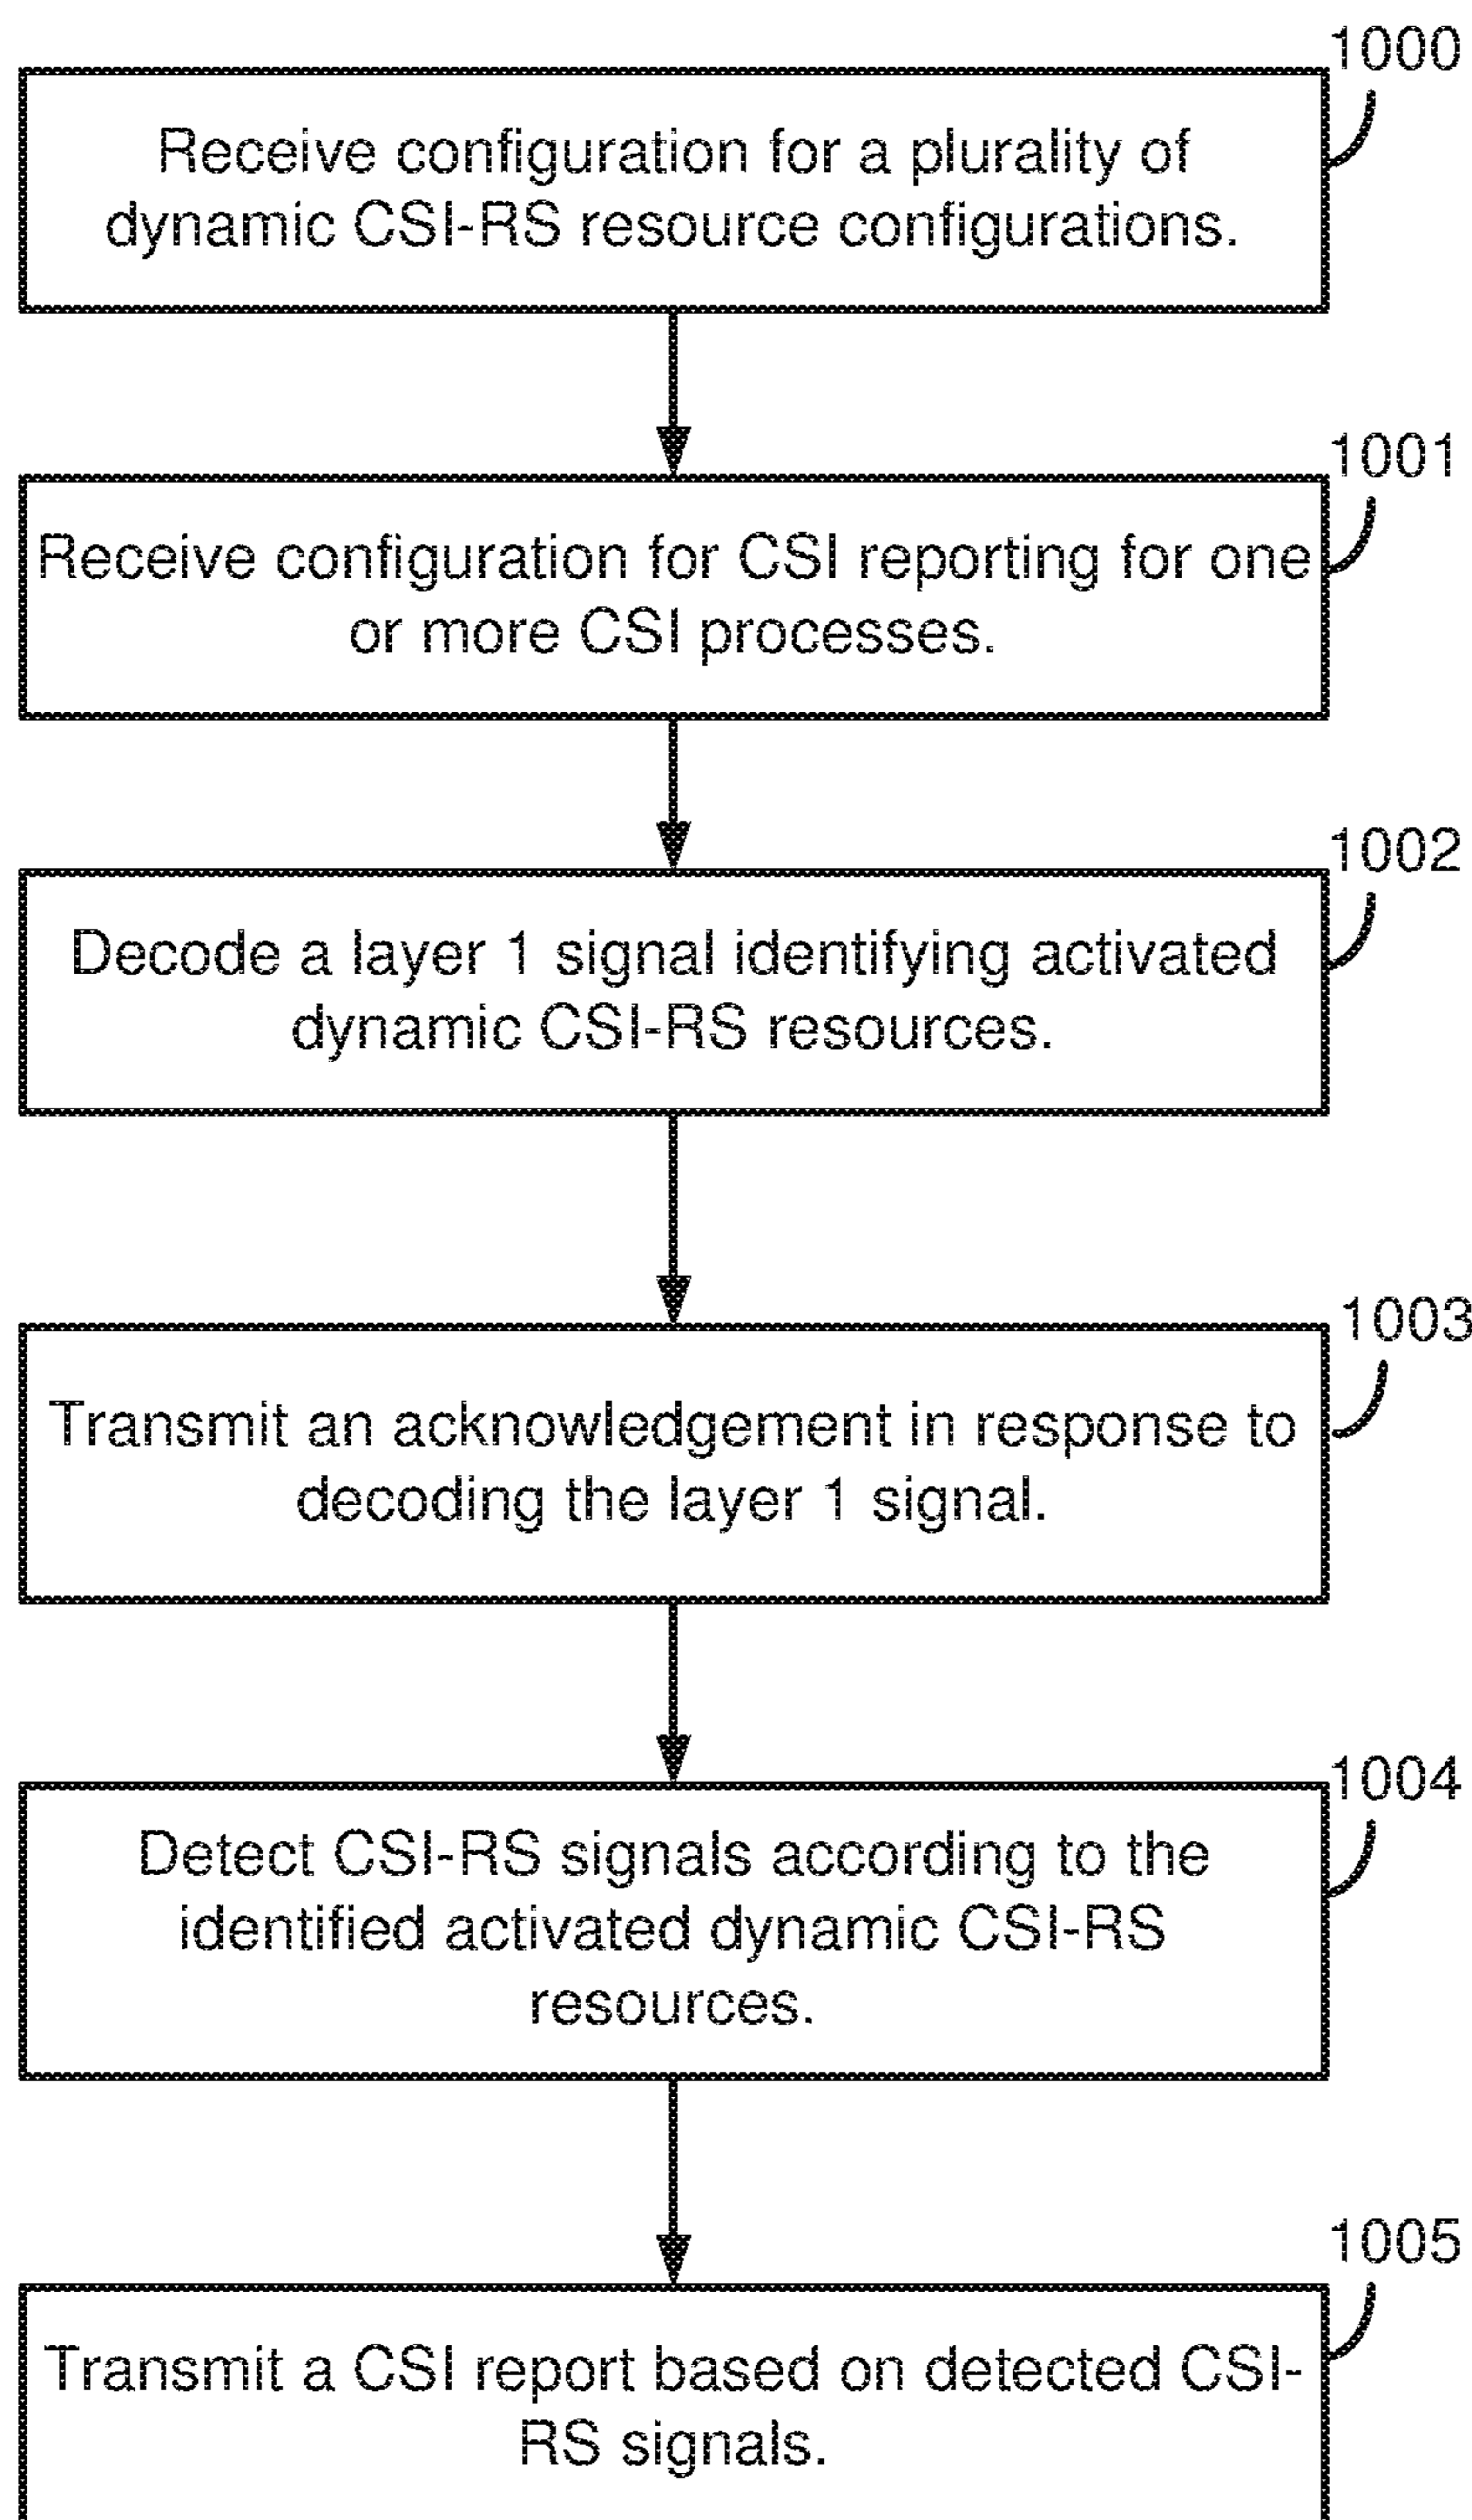 1000
Receive configuration for a plurality of
dynamic CSI-RS resource configurations.
1001
Receive configuration for CSI reporting for one
or more CSI processes.
1002
Decode a layer 1 signal identifying activated
dynamic CSI-RS resources.
1003
Transmit an acknowledgement in response to
decoding the layer 1 signal.
1004
Detect CSI-RS signals according to the
identified activated dynamic CSI-RS
resources.
1005
Transmit a CSI report based on detected CSI-
RS signals.